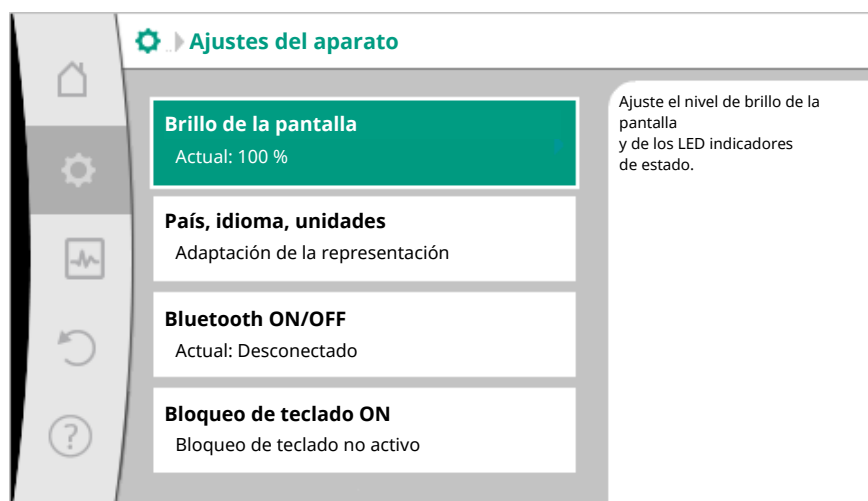 Ajustes del aparato
Brillo de la pantalla
Actual: 100 %
País, idioma, unidades
Adaptación de la representación
Bluetooth ON/OFF
Actual: Desconectado
Bloqueo de teclado ON
Bloqueo de teclado no activo
Ajuste el nivel de brillo de la
pantalla
y de los LED indicadores
de estado.
?